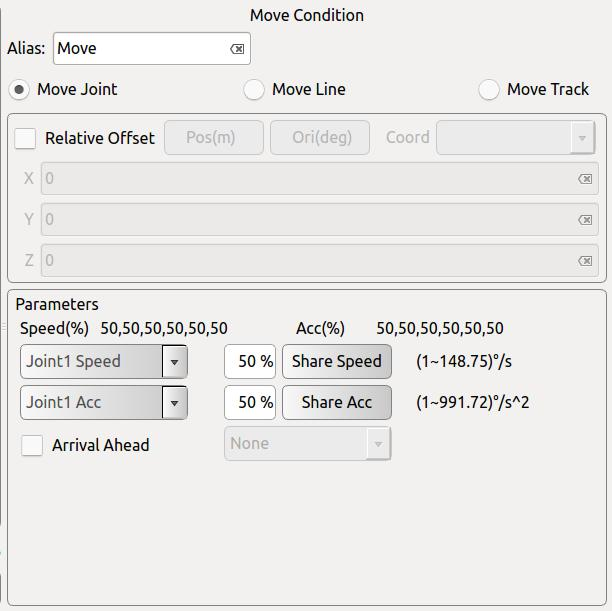 Move Condition
Alias: Move
Move Joint Move Line Move Track
Relative Offset Pos(m) Ori(deg) Coord
X 0
Y 0
Z 0
Parameters
Speed(%) 50,50,50,50,50,50 Acc(%) 50,50,50,50,50,50
Joint1 Speed 50 % Share Speed (1~148.75)°/s
Joint1 Acc 50 % Share Acc (1~991.72)°/s^2
Arrival Ahead None